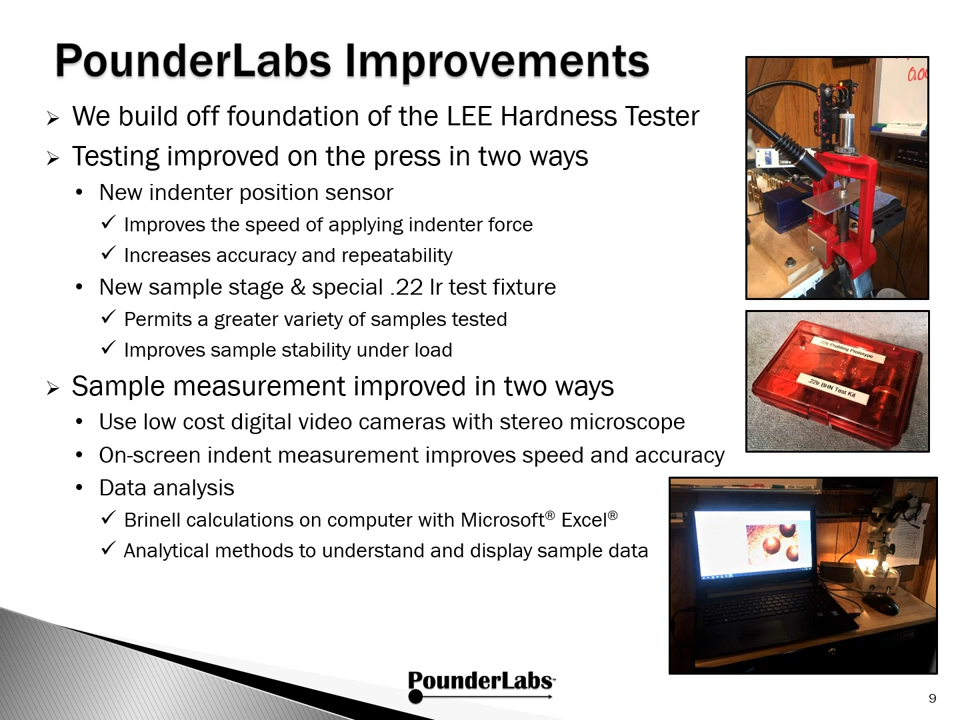 PounderLabs Improvements
We build off foundation of the LEE Hardness Tester
Testing improved on the press in two ways
New indenter position sensor
Improves the speed of applying indenter force
Increases accuracy and repeatability
New sample stage & special .22 lr test fixture
Permits a greater variety of samples tested
Improves sample stability under load
Sample measurement improved in two ways
Use low cost digital video cameras with stereo microscope
On-screen indent measurement improves speed and accuracy
Data analysis
Brinell calculations on computer with Microsoft® Excel®
Analytical methods to understand and display sample data
.22lr Profiling Prototype
.22lr BHN Test Kit
PounderLabs™
9